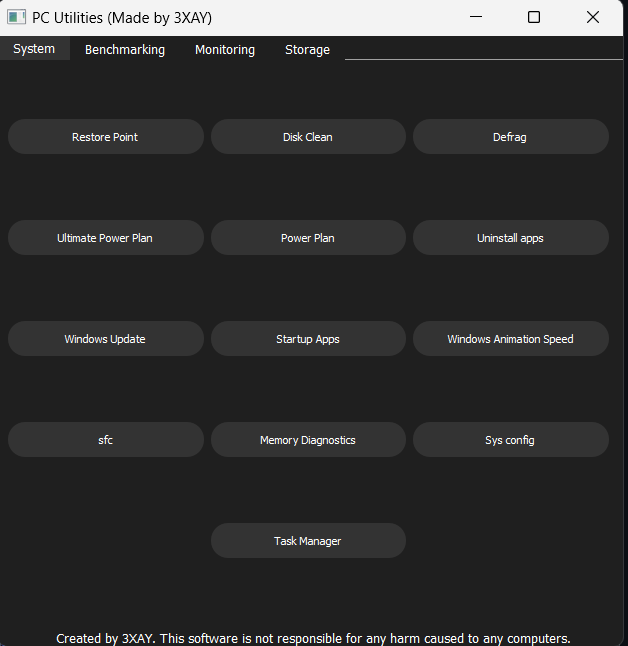 PC Utilities (Made by 3XAY)
System Benchmarking Monitoring Storage
Restore Point Disk Clean Defrag
Ultimate Power Plan Power Plan Uninstall apps
Windows Update Startup Apps Windows Animation Speed
sfc Memory Diagnostics Sys config
Task Manager
Created by 3XAY. This software is not responsible for any harm caused to any computers.